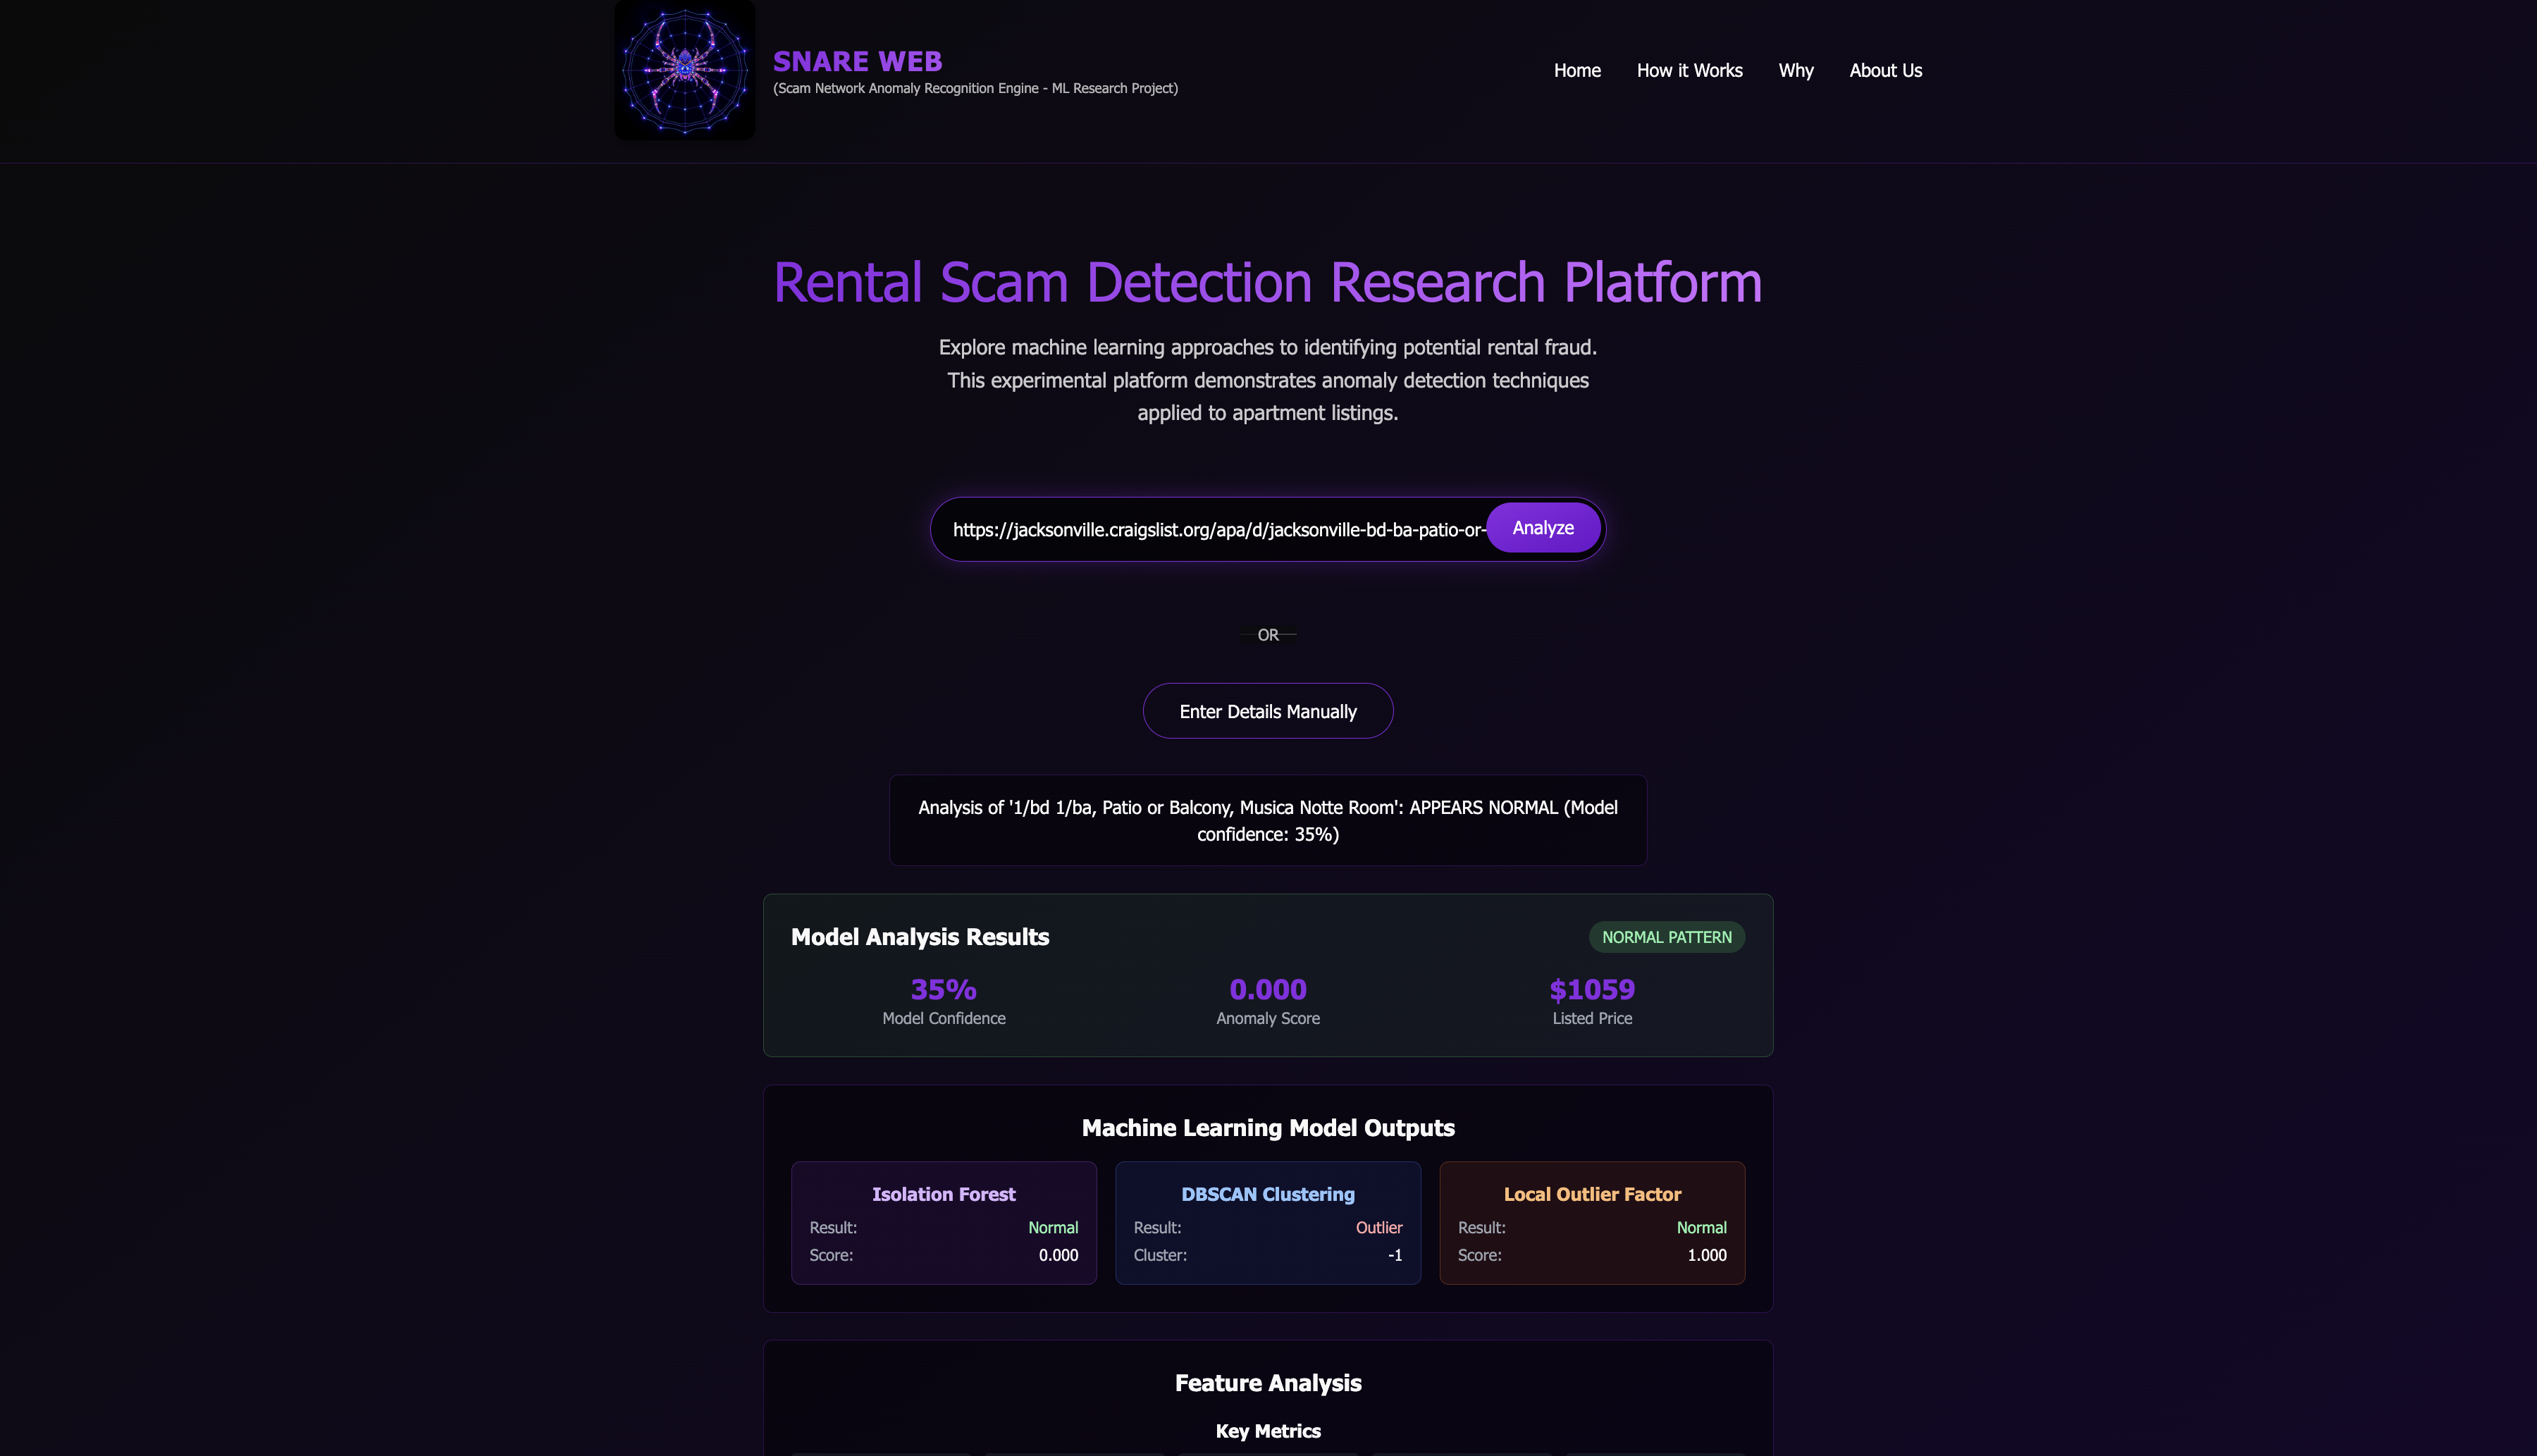 SNARE WEB
(Scam Network Anomaly Recognition Engine - ML Research Project)
Home
How it Works
Why
About Us
Rental Scam Detection Research Platform
Explore machine learning approaches to identifying potential rental fraud.
This experimental platform demonstrates anomaly detection techniques
applied to apartment listings.
https://jacksonville.craigslist.org/apa/d/jacksonville-bd-ba-patio-or-
Analyze
OR
Enter Details Manually
Analysis of '1/bd 1/ba, Patio or Balcony, Musica Notte Room': APPEARS NORMAL (Model
confidence: 35%)
Model Analysis Results
NORMAL PATTERN
35%
Model Confidence
0.000
Anomaly Score
$1059
Listed Price
Machine Learning Model Outputs
Isolation Forest
Result: Normal
Score: 0.000
DBSCAN Clustering
Result: Outlier
Cluster: -1
Local Outlier Factor
Result: Normal
Score: 1.000
Feature Analysis
Key Metrics